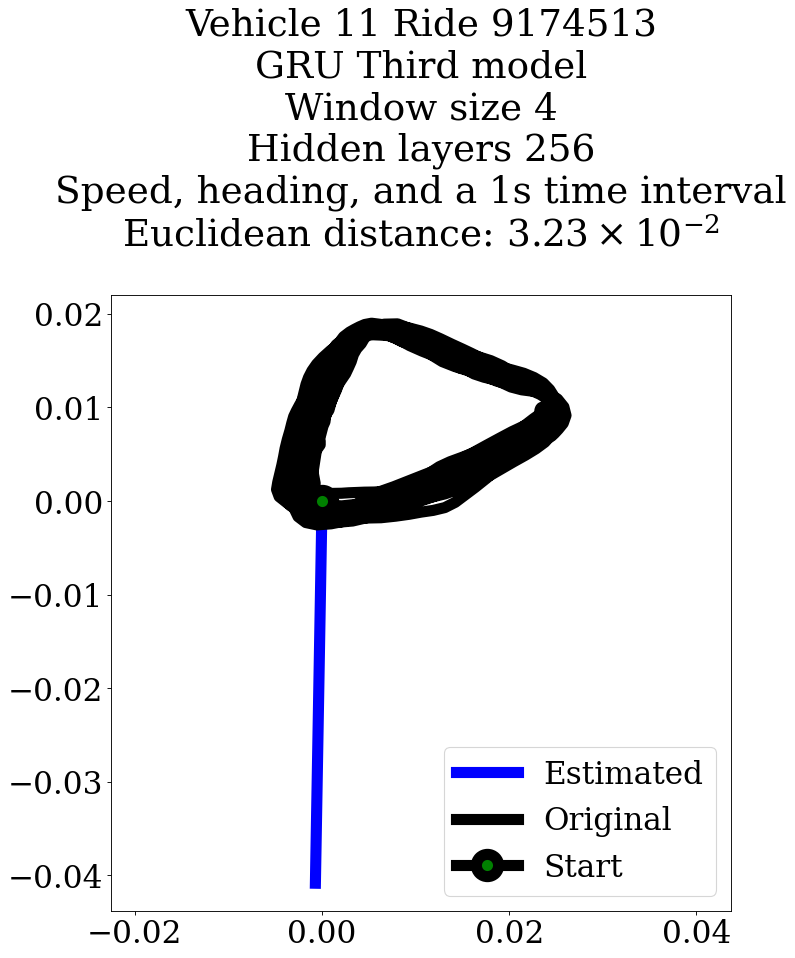 Vehicle 11 Ride 9174513
GRU Third model
Window size 4
Hidden layers 256
Speed, heading, and a 1s time interval
Euclidean distance: 3.23 × 10⁻²
0.02
0.01
0.00
−0.01
−0.02
−0.03
−0.04
Estimated
Original
Start
−0.02 0.00 0.02 0.04